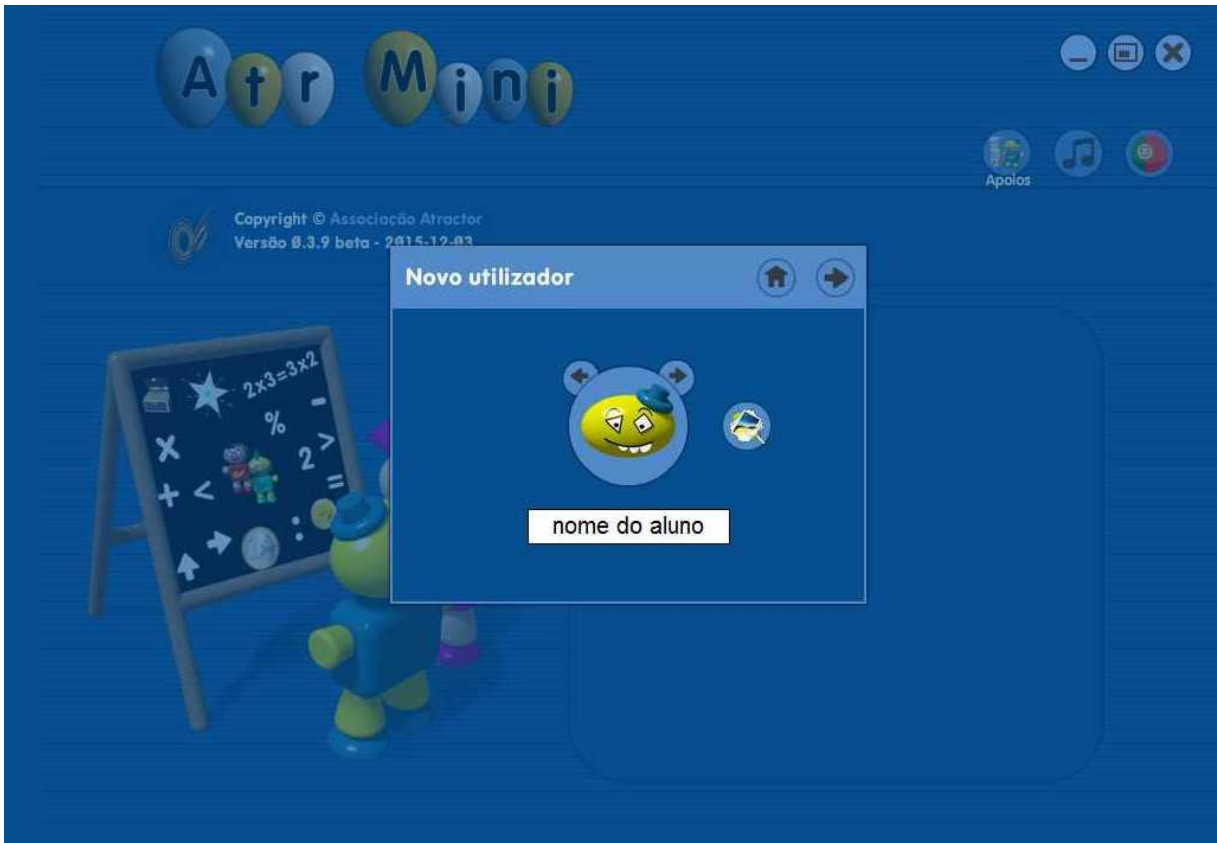 Atr Mini
Apoios
Copyright © Associação Atractor
Versão 0.3.9 beta - 2015-12-03
Novo utilizador
2x3=3x2
%
-
x
2
>
+
<
=
:
nome do aluno